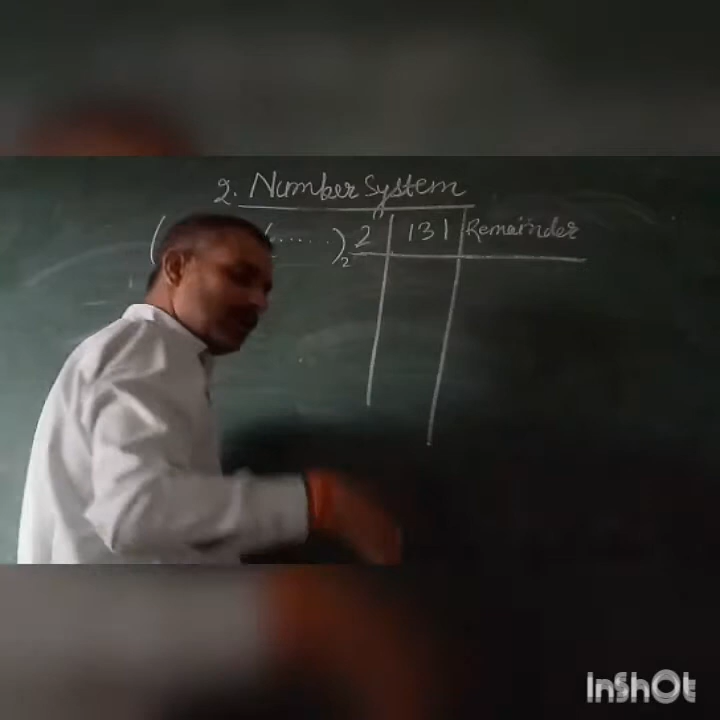 2. Number System
( ......)₂ 2 131 Remainder
InShOt